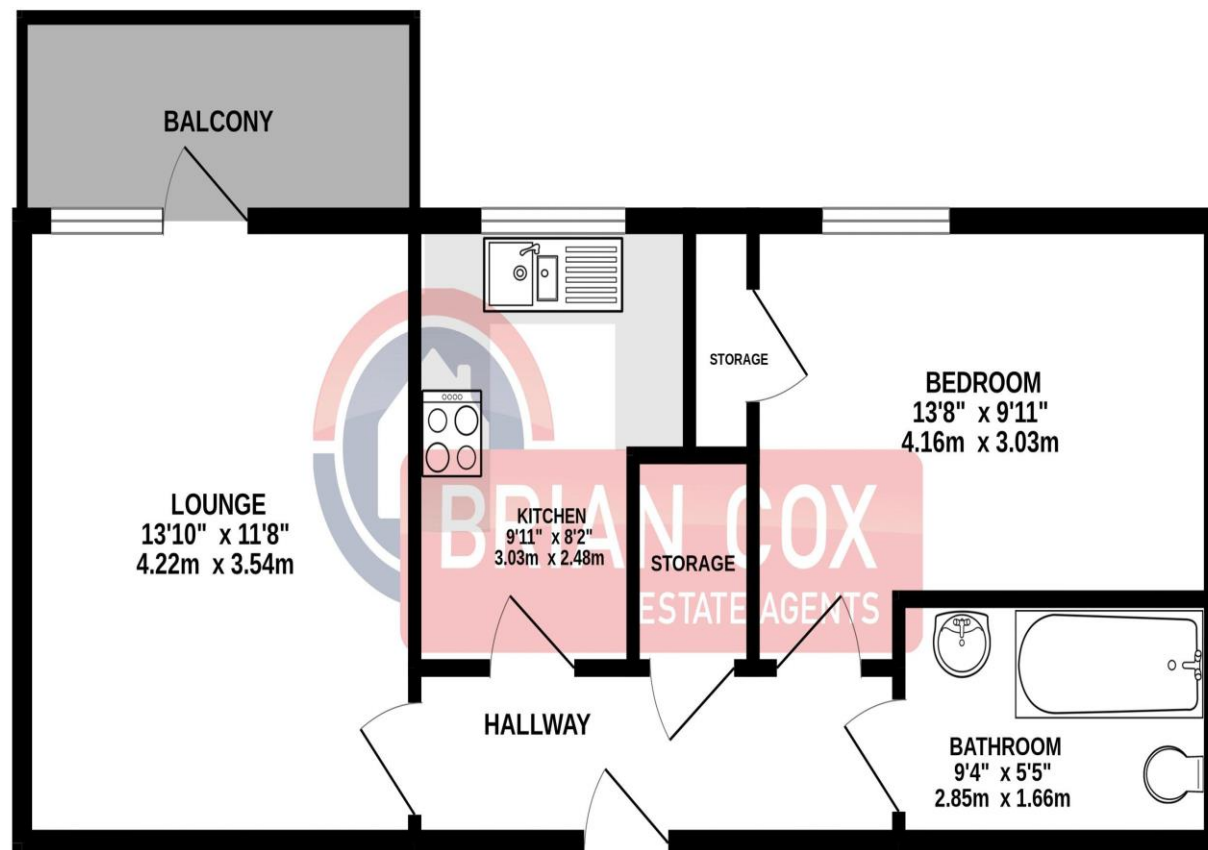 BALCONY
LOUNGE
13'10" x 11'8"
4.22m x 3.54m
KITCHEN
9'11" x 8'2"
3.03m x 2.48m
STORAGE
STORAGE
BEDROOM
13'8" x 9'11"
4.16m x 3.03m
HALLWAY
BATHROOM
9'4" x 5'5"
2.85m x 1.66m
BRIAN COX
ESTATE AGENTS